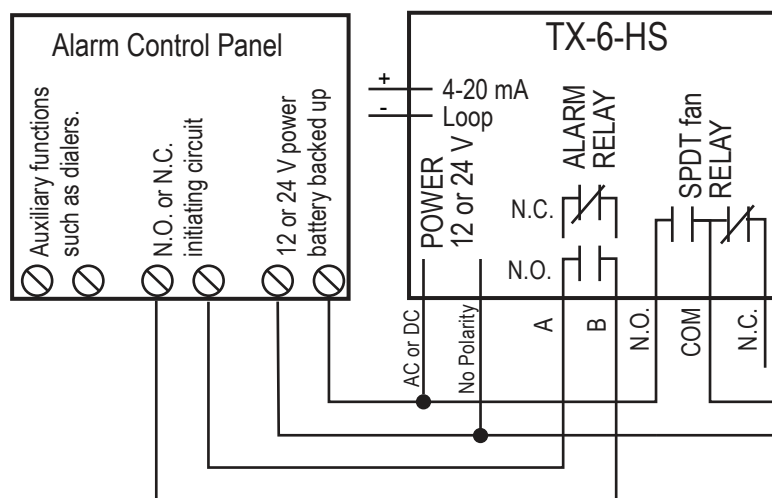 Alarm Control Panel
Auxiliary functions
such as dialers.
N.O. or N.C.
initiating circuit
12 or 24 V power
battery backed up
TX-6-HS
+
4-20 mA
-
Loop
POWER
12 or 24 V
ALARM
RELAY
N.C.
N.O.
SPDT fan
RELAY
AC or DC
No Polarity
A
B
N.O.
COM
N.C.